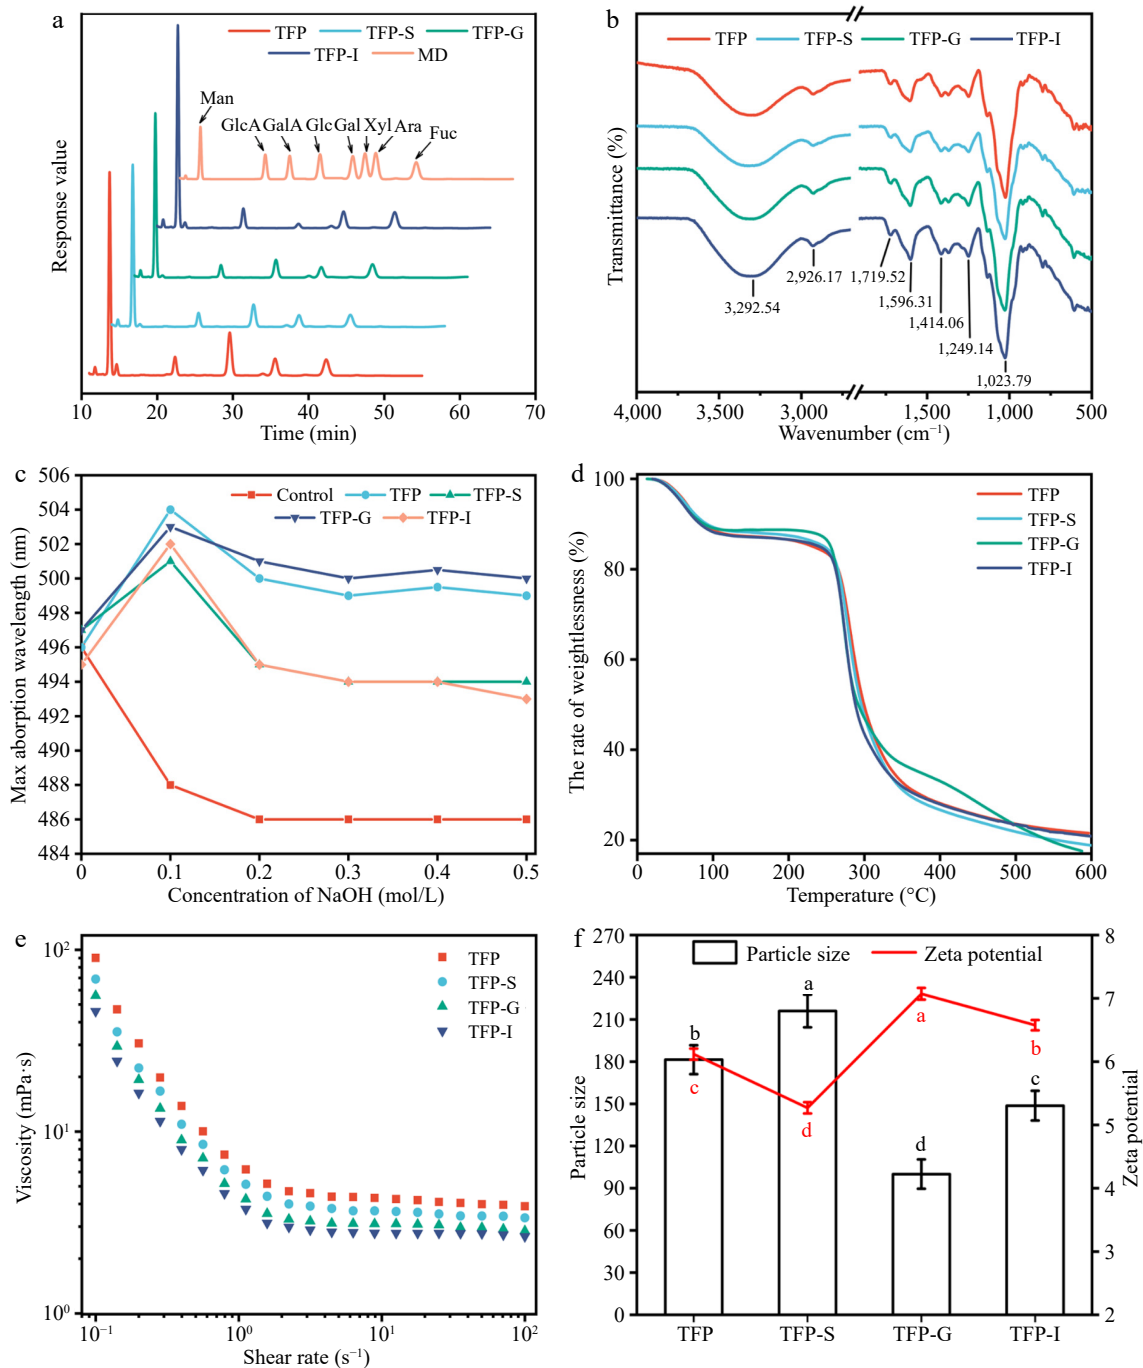 a
TFP TFP-S TFP-G
TFP-I MD
Man
GlcA GalA Glc Gal Xyl Ara Fuc
Response value
10 20 30 40 50 60 70
Time (min)
b
TFP TFP-S TFP-G TFP-I
Transmittance (%)
3,292.54
2,926.17
1,719.52
1,596.31
1,414.06
1,249.14
1,023.79
4,000 3,500 3,000 1,500 1,000 500
Wavenumber (cm⁻¹)
c
Control TFP TFP-S
TFP-G TFP-I
Max aborption wavelength (nm)
506
504
502
500
498
496
494
492
490
488
486
484
0 0.1 0.2 0.3 0.4 0.5
Concentration of NaOH (mol/L)
d
TFP
TFP-S
TFP-G
TFP-I
The rate of weightlessness (%)
100
80
60
40
20
0 100 200 300 400 500 600
Temperature (°C)
e
TFP
TFP-S
TFP-G
TFP-I
Viscosity (mPa·s)
10²
10¹
10⁰
10⁻¹ 10⁰ 10¹ 10²
Shear rate (s⁻¹)
f
Particle size Zeta potential
Particle size
270
240
210
180
150
120
90
60
30
0
b
c
a
d
a
d
b
c
8
7
6
5
4
3
2
Zeta potential
TFP TFP-S TFP-G TFP-I